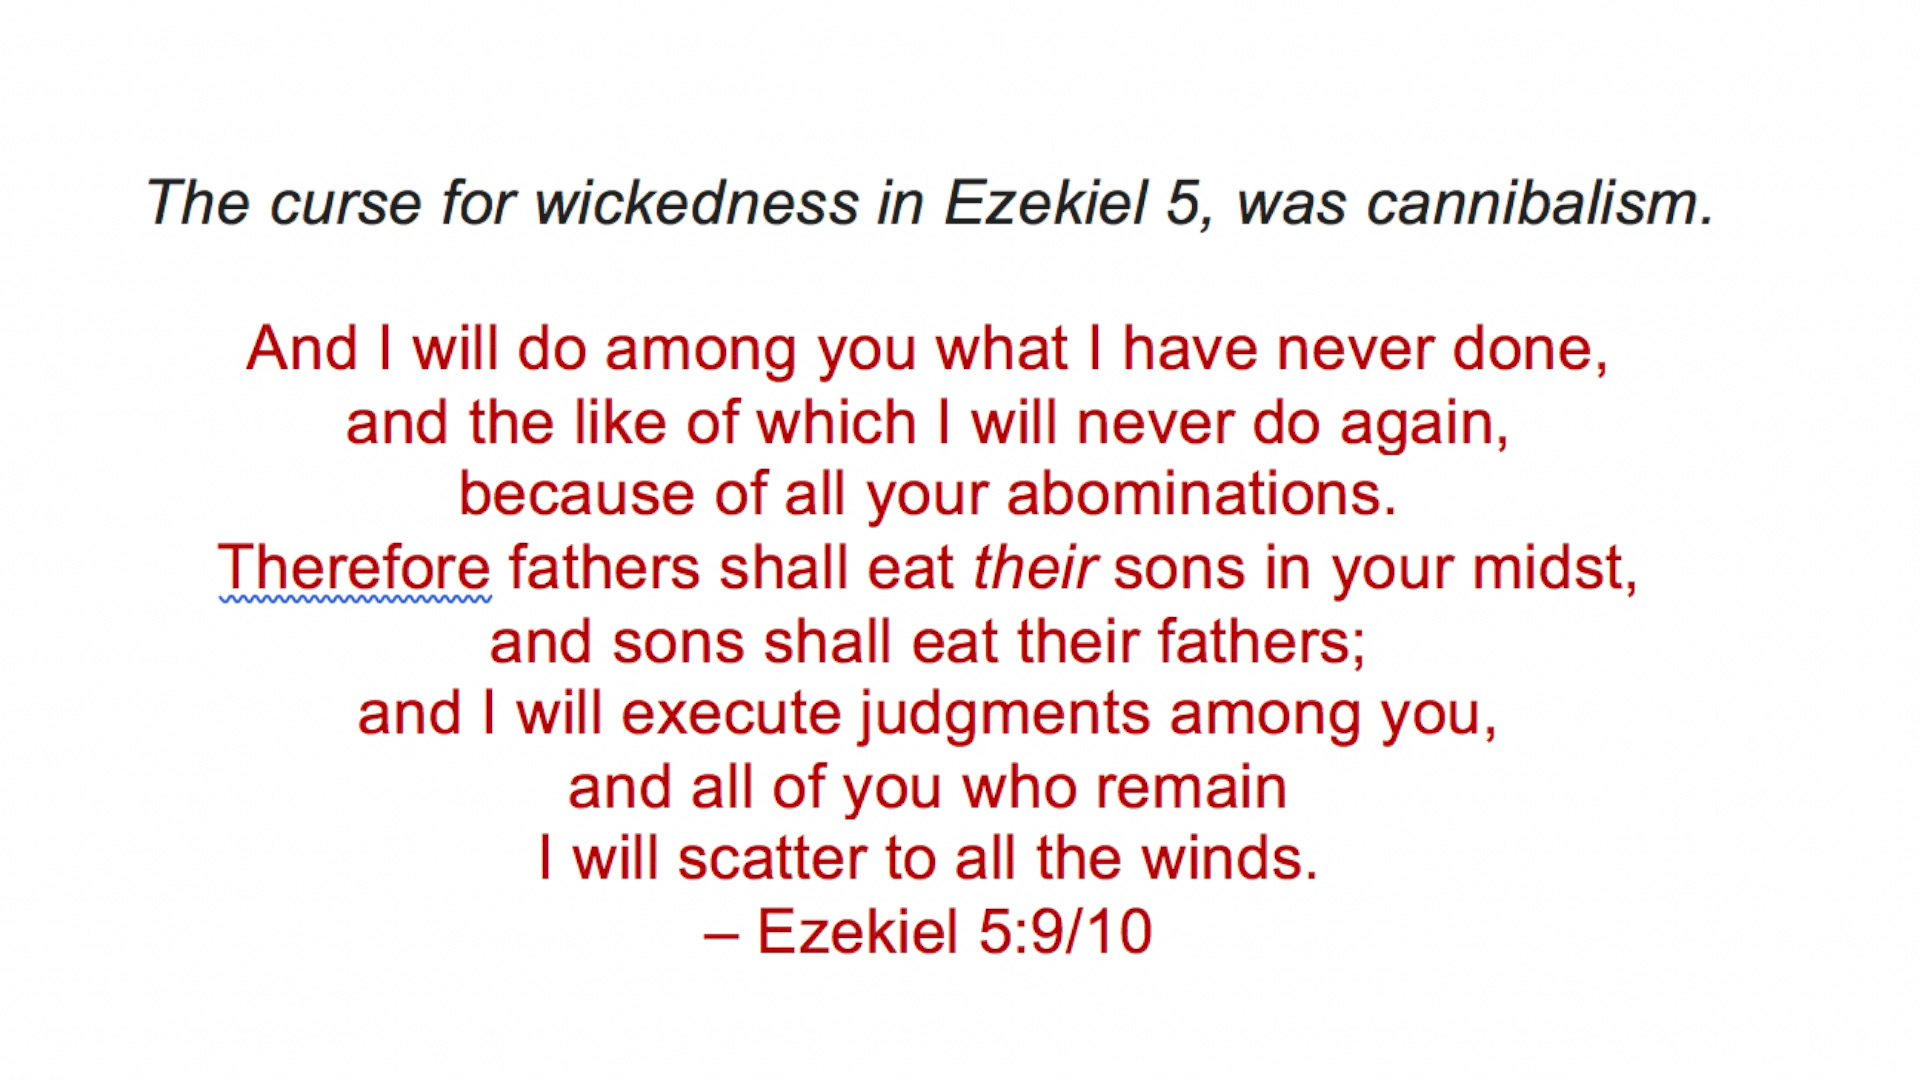 The curse for wickedness in Ezekiel 5, was cannibalism.
And I will do among you what I have never done,
and the like of which I will never do again,
because of all your abominations.
Therefore fathers shall eat their sons in your midst,
and sons shall eat their fathers;
and I will execute judgments among you,
and all of you who remain
I will scatter to all the winds.
– Ezekiel 5:9/10